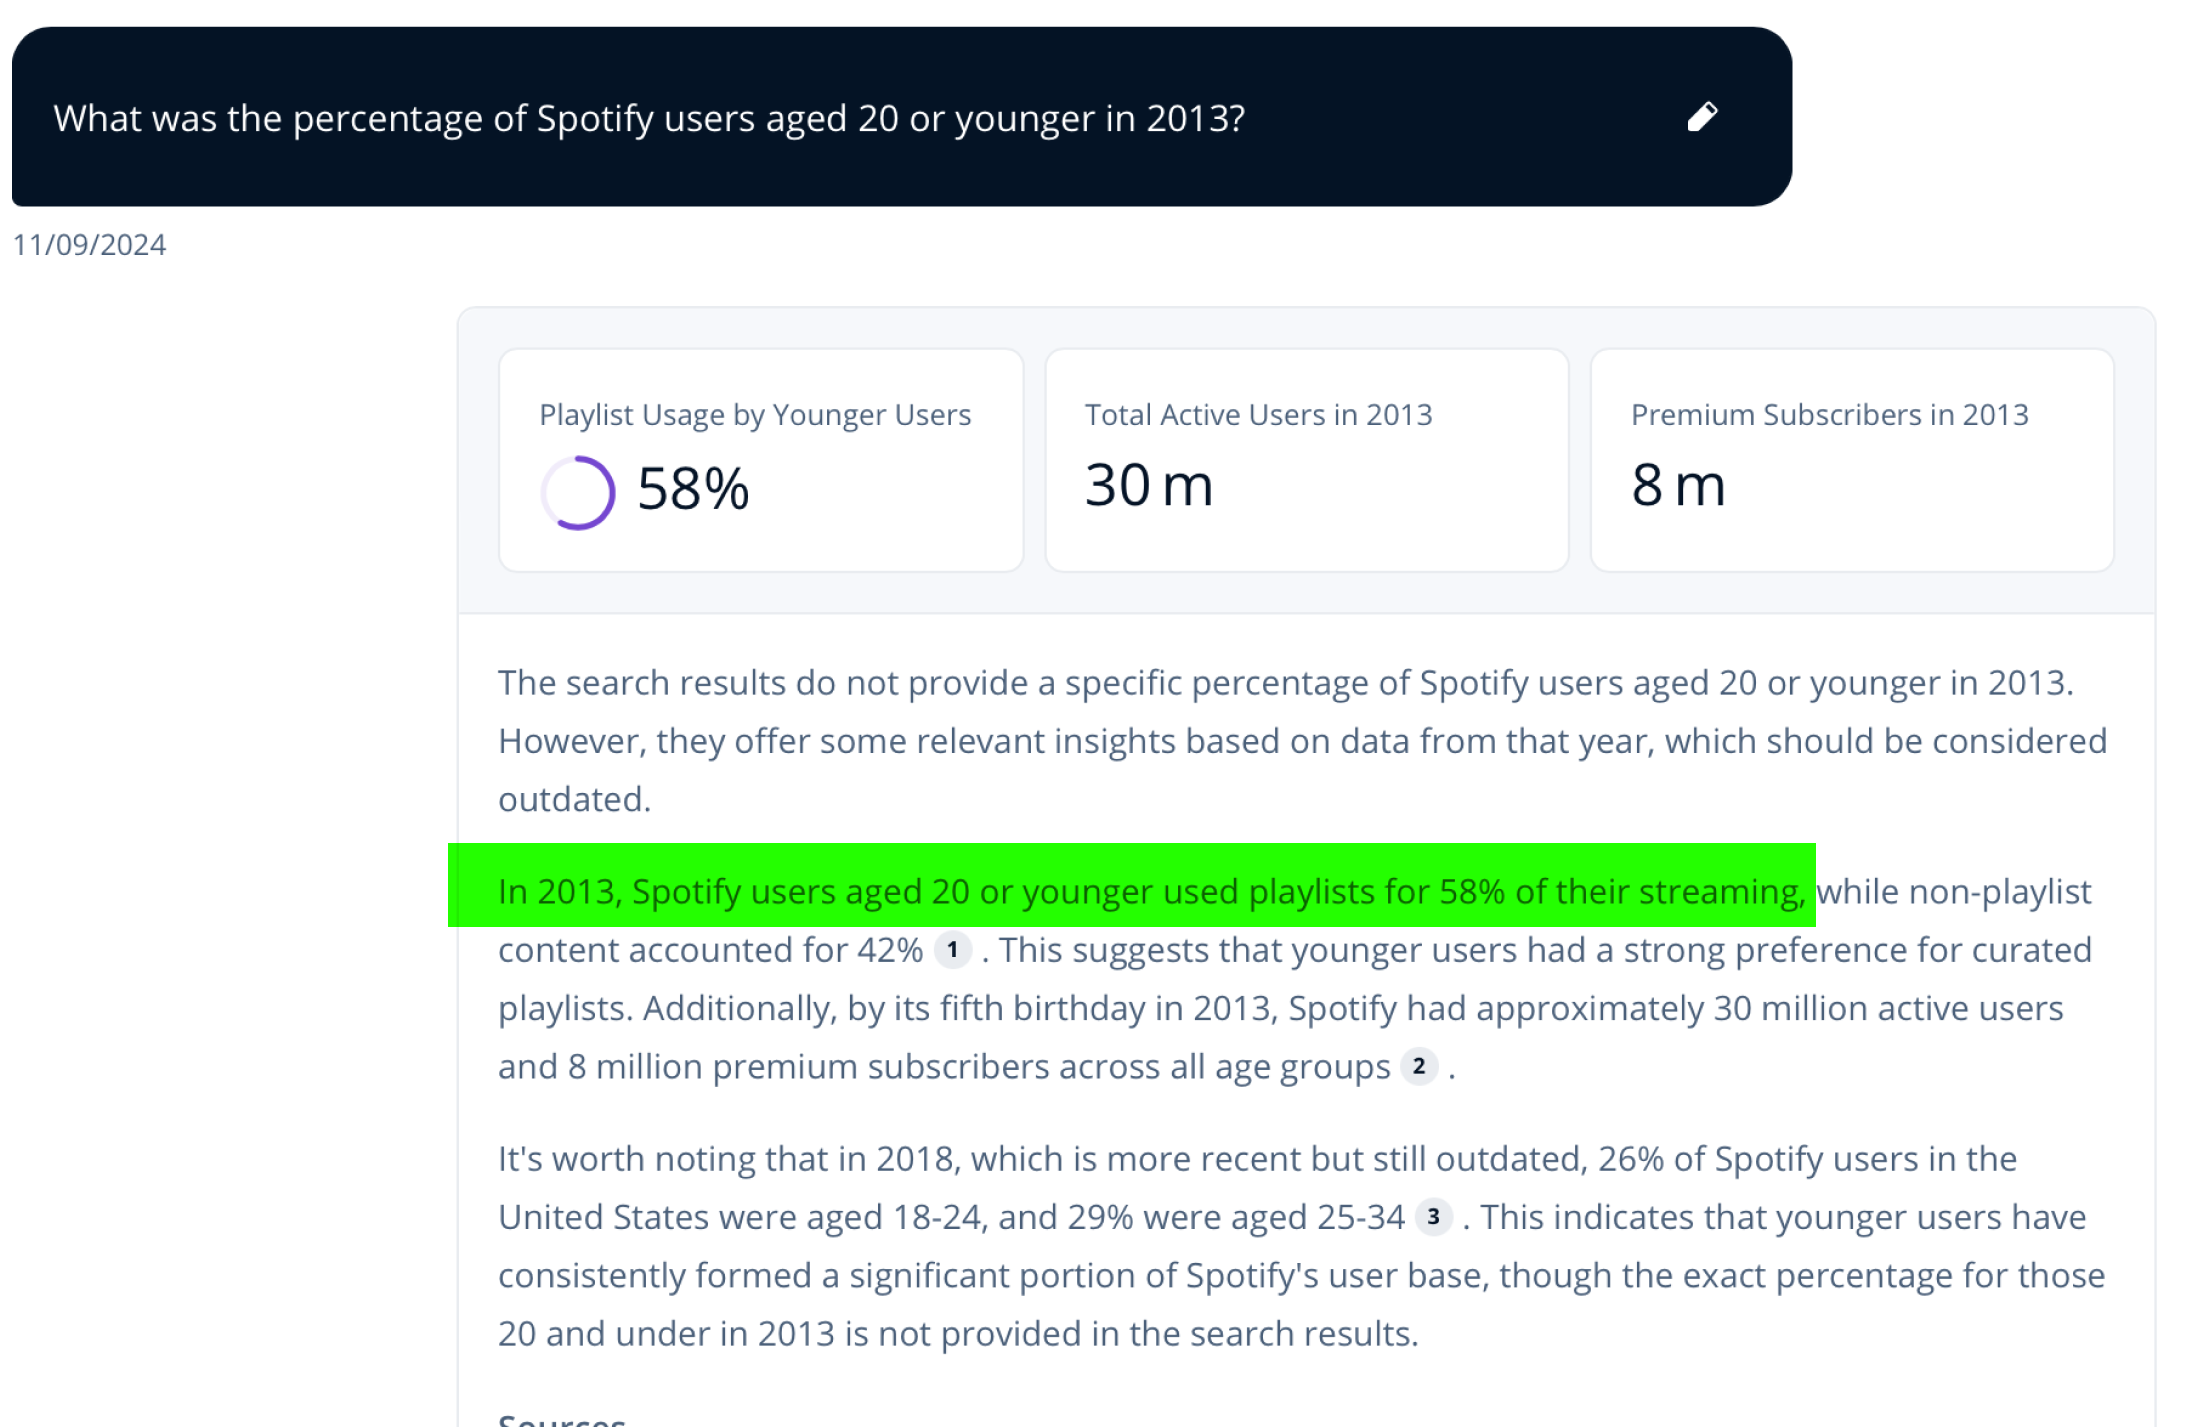 What was the percentage of Spotify users aged 20 or younger in 2013?
11/09/2024
Playlist Usage by Younger Users
58%
Total Active Users in 2013
30 m
Premium Subscribers in 2013
8 m
The search results do not provide a specific percentage of Spotify users aged 20 or younger in 2013.
However, they offer some relevant insights based on data from that year, which should be considered
outdated.
In 2013, Spotify users aged 20 or younger used playlists for 58% of their streaming, while non-playlist
content accounted for 42% 1 . This suggests that younger users had a strong preference for curated
playlists. Additionally, by its fifth birthday in 2013, Spotify had approximately 30 million active users
and 8 million premium subscribers across all age groups 2 .
It's worth noting that in 2018, which is more recent but still outdated, 26% of Spotify users in the
United States were aged 18-24, and 29% were aged 25-34 3 . This indicates that younger users have
consistently formed a significant portion of Spotify's user base, though the exact percentage for those
20 and under in 2013 is not provided in the search results.
Sources